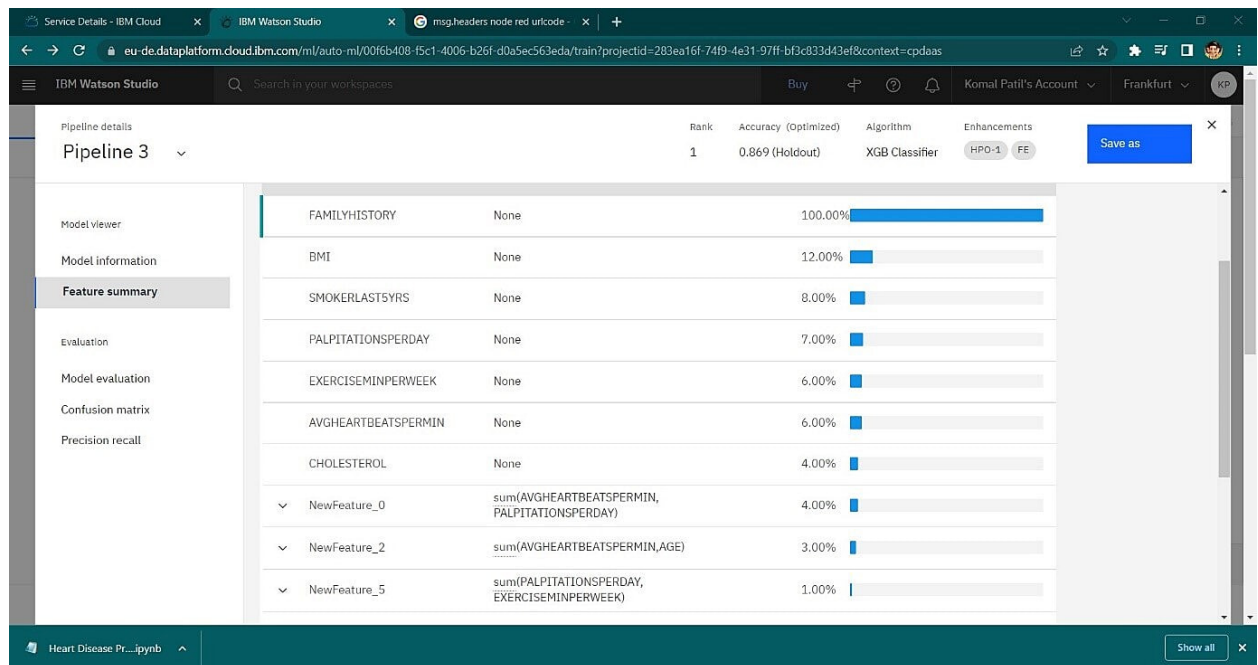 Service Details - IBM Cloud
IBM Watson Studio
msg.headers node red urlcode -
eu-de.dataplatform.cloud.ibm.com/ml/auto-ml/00f6b408-f5c1-4006-b26f-d0a5ec563eda/train?projectid=283ea16f-74f9-4e31-97ff-bf3c833d43ef&context=cpdaas
IBM Watson Studio
Search in your workspaces
Buy
Komal Patil's Account
Frankfurt
KP
Pipeline details
Pipeline 3
Rank
1
Accuracy (Optimized)
0.869 (Holdout)
Algorithm
XGB Classifier
Enhancements
HPO-1 FE
Save as
Model viewer
Model information
Feature summary
Evaluation
Model evaluation
Confusion matrix
Precision recall
FAMILYHISTORY None 100.00%
BMI None 12.00%
SMOKERLAST5YRS None 8.00%
PALPITATIONSPERDAY None 7.00%
EXERCISEMINPERWEEK None 6.00%
AVGHEARTBEATSPERMIN None 6.00%
CHOLESTEROL None 4.00%
NewFeature_0 sum(AVGHEARTBEATSPERMIN, 4.00%
PALPITATIONSPERDAY)
NewFeature_2 sum(AVGHEARTBEATSPERMIN,AGE) 3.00%
NewFeature_5 sum(PALPITATIONSPERDAY, 1.00%
EXERCISEMINPERWEEK)
Heart Disease Pr....ipynb
Show all